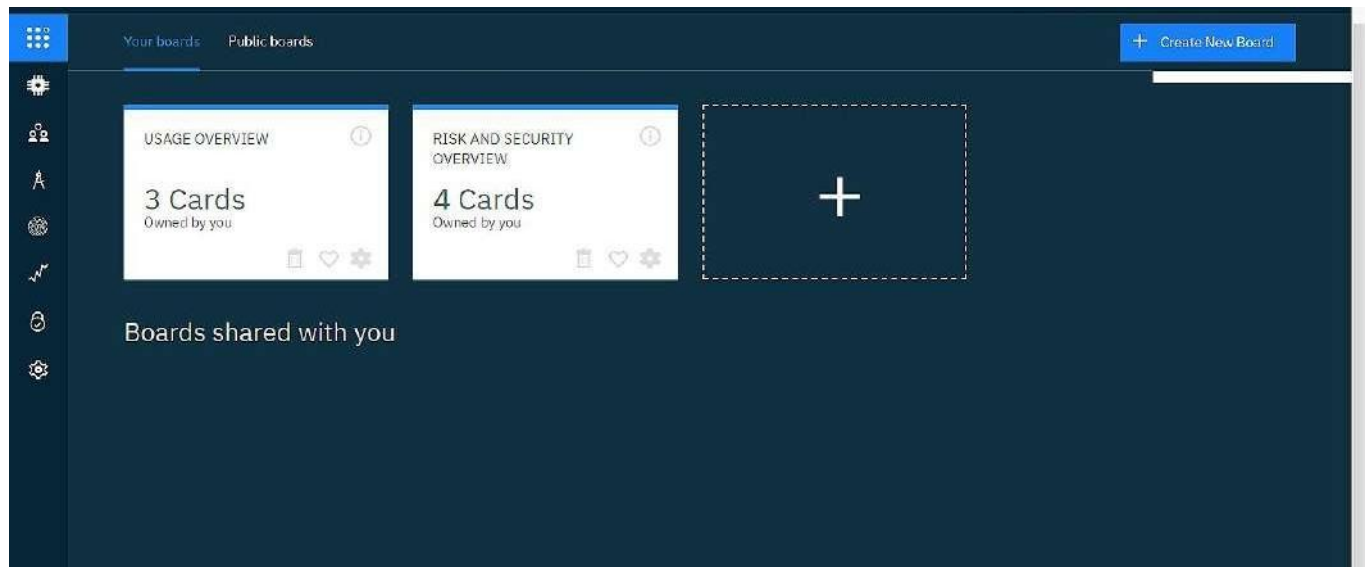 Your boards
Public boards
Create New Board
USAGE OVERVIEW
3 Cards
Owned by you
RISK AND SECURITY
OVERVIEW
4 Cards
Owned by you
Boards shared with you